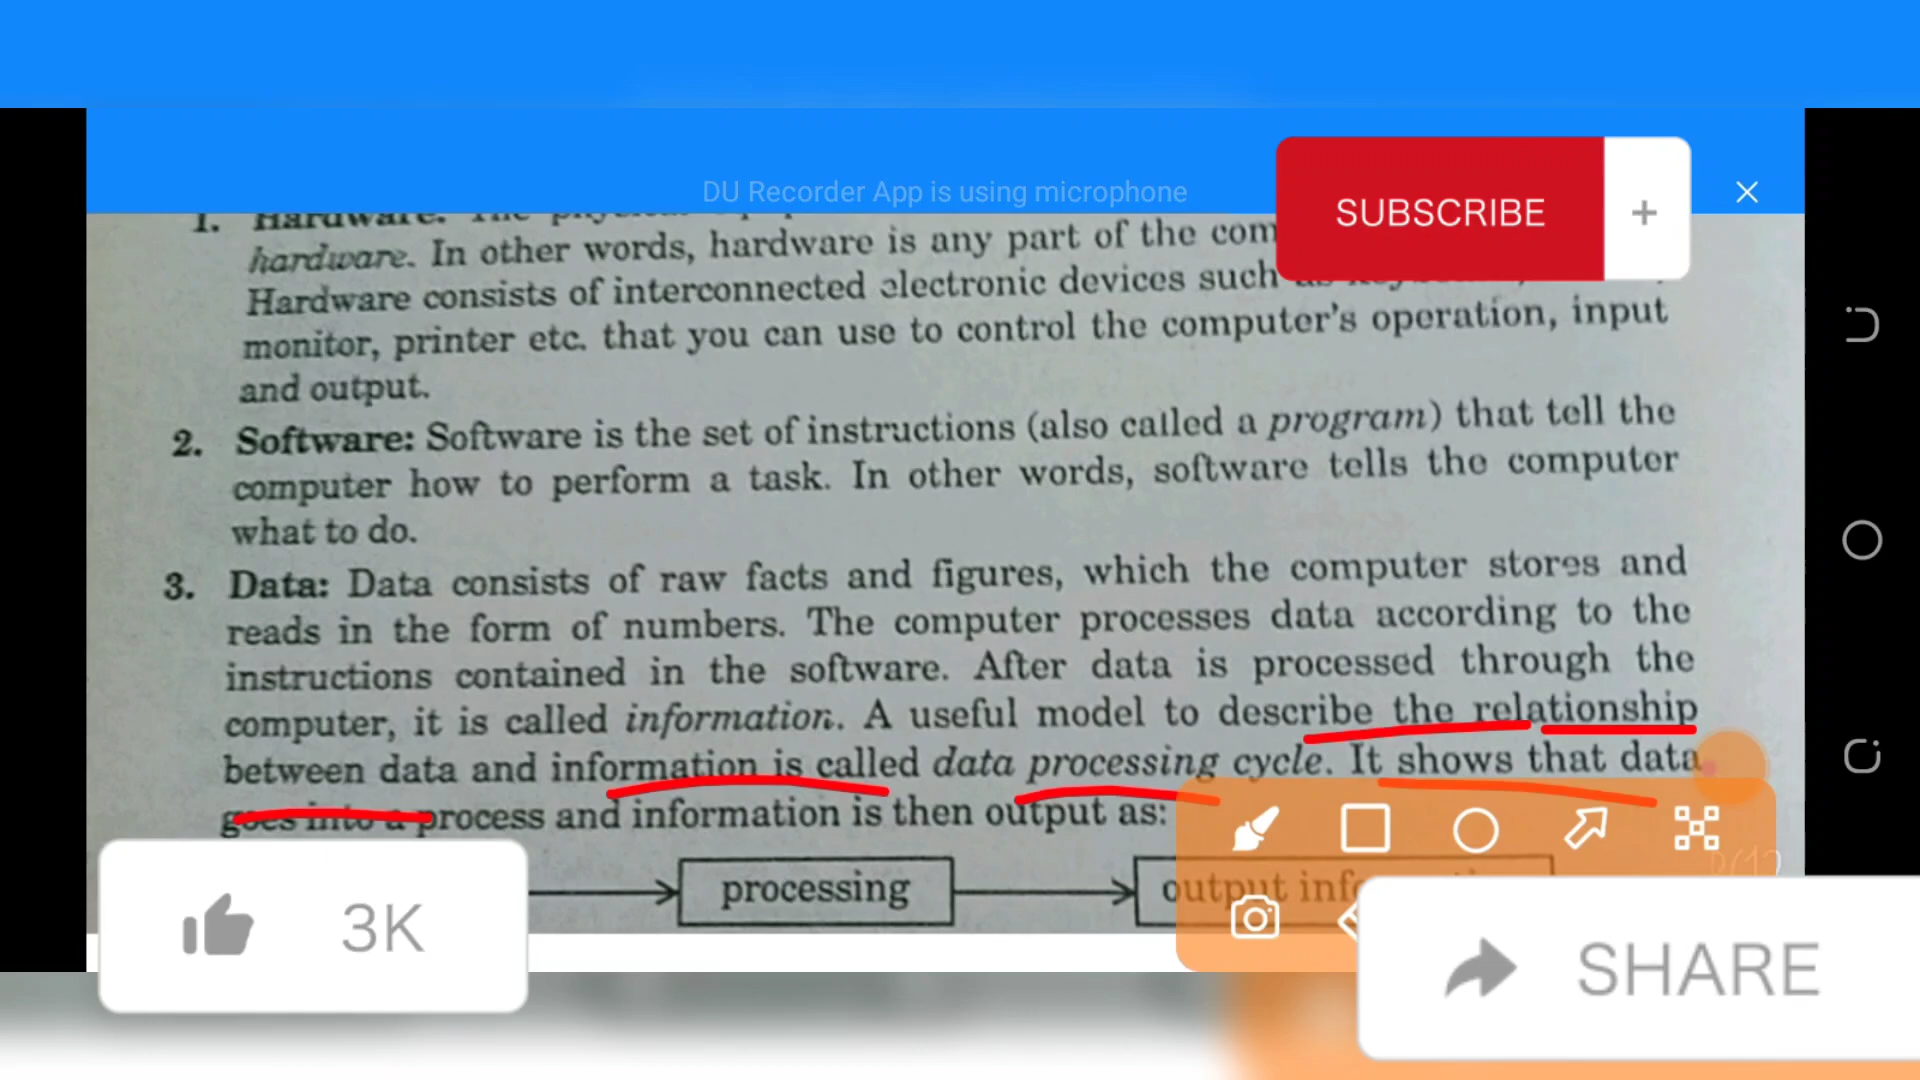 DU Recorder App is using microphone
SUBSCRIBE +
1. Hardware. The
hardware. In other words, hardware is any part of the com
Hardware consists of interconnected electronic devices such
monitor, printer etc. that you can use to control the computer's operation, input
and output.
2. Software: Software is the set of instructions (also called a program) that tell the
computer how to perform a task. In other words, software tells the computer
what to do.
3. Data: Data consists of raw facts and figures, which the computer stores and
reads in the form of numbers. The computer processes data according to the
instructions contained in the software. After data is processed through the
computer, it is called information. A useful model to describe the relationship
between data and information is called data processing cycle. It shows that data
goes into a process and information is then output as:
processing
output
3K
SHARE